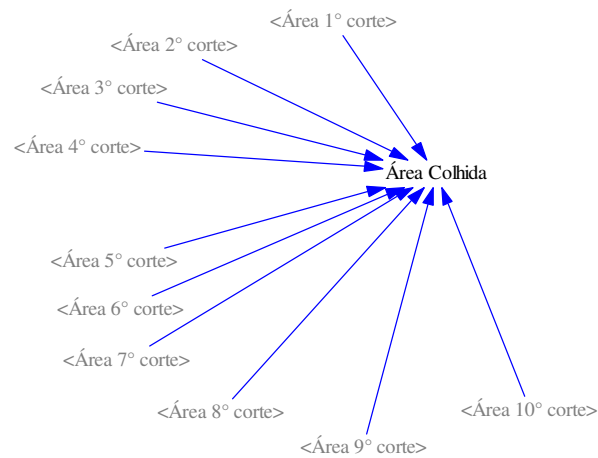 <Área 1° corte>
<Área 2° corte>
<Área 3° corte>
<Área 4° corte>
Área Colhida
<Área 5° corte>
<Área 6° corte>
<Área 7° corte>
<Área 8° corte>
<Área 10° corte>
<Área 9° corte>